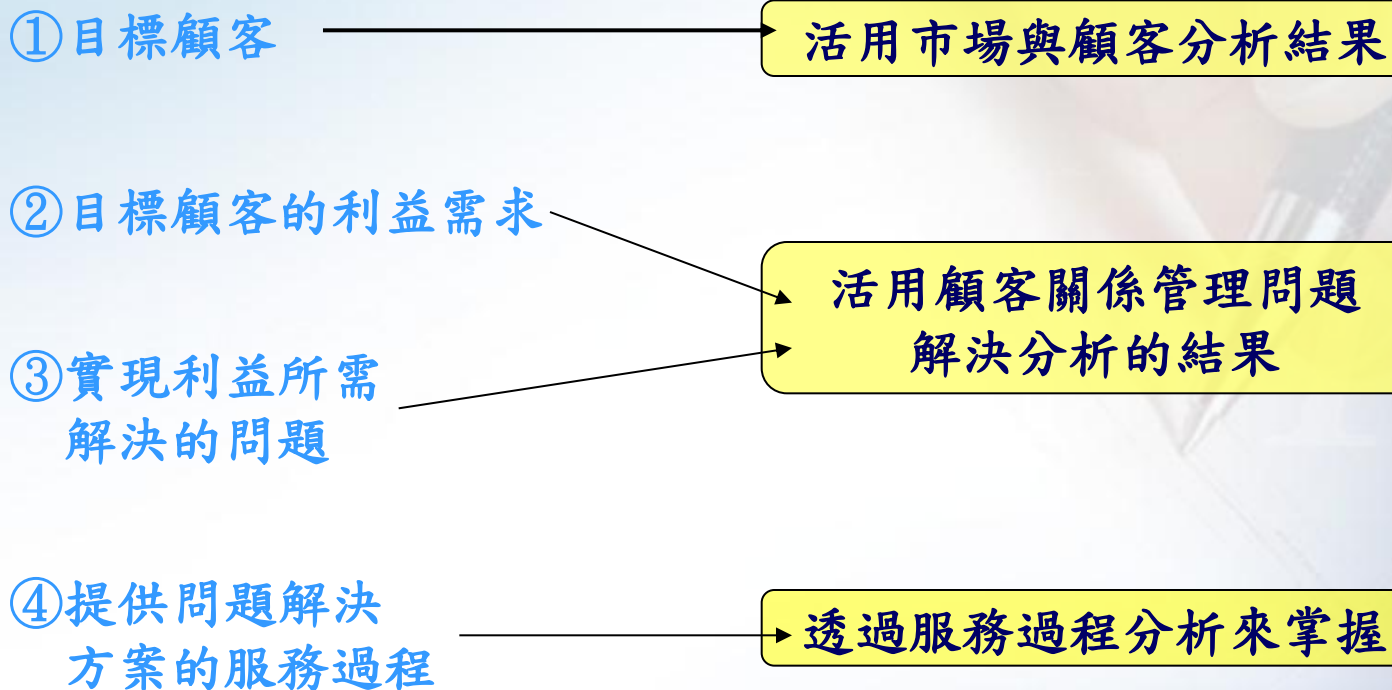 ①目標顧客
活用市場與顧客分析結果
②目標顧客的利益需求
活用顧客關係管理問題
解決分析的結果
③實現利益所需
解決的問題
④提供問題解決
方案的服務過程
透過服務過程分析來掌握